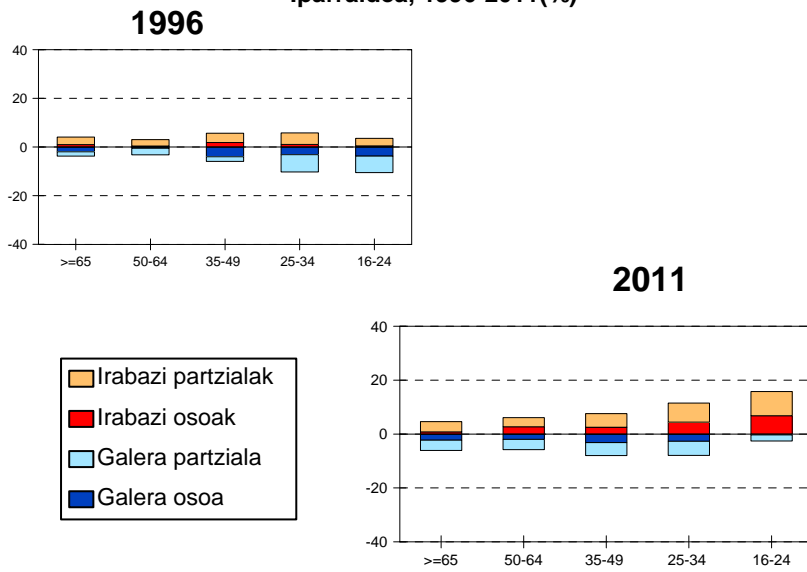 Iparraldea, 1996-2011(%)
1996
40
20
0
-20
-40
>=65 50-64 35-49 25-34 16-24
2011
40
20
0
-20
-40
>=65 50-64 35-49 25-34 16-24
Irabazi partzialak
Irabazi osoak
Galera partziala
Galera osoa